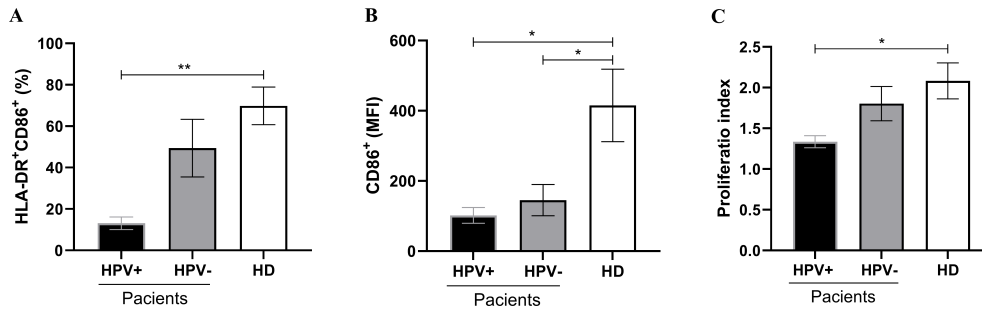 A
HLA-DR⁺CD86⁺ (%)
100
80
60
40
20
0
**
HPV+ HPV- HD
Pacients
B
CD86⁺ (MFI)
600
400
200
0
*
*
HPV+ HPV- HD
Pacients
C
Proliferatio index
2.5
2.0
1.5
1.0
0.5
0.0
*
HPV+ HPV- HD
Pacients